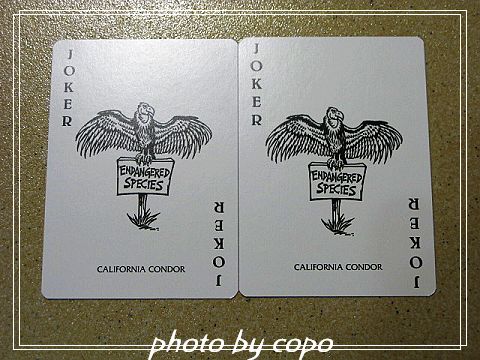 JOKER
ENDANGERED
SPECIES
CALIFORNIA CONDOR
JOKER
JOKER
ENDANGERED
SPECIES
CALIFORNIA CONDOR
JOKER
photo by copo